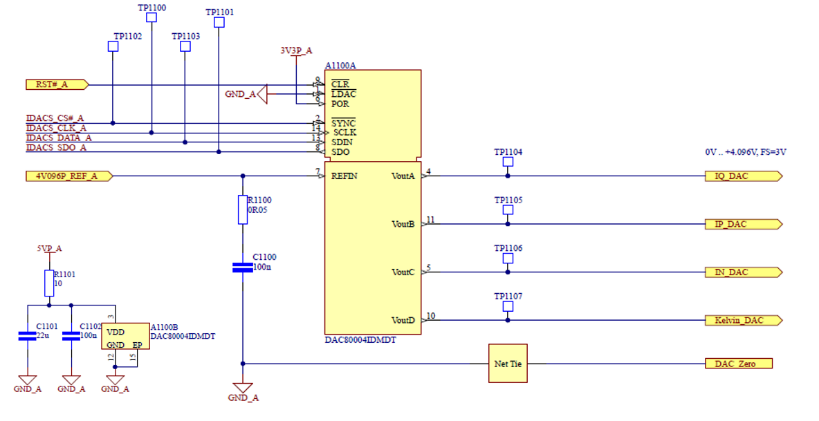 TP1100
TP1101
TP1102
TP1103
3V3P_A
A1100A
RST#_A
9
CLR
GND_A
1
LDAC
6
POR
IDACS_CS#_A
2
SYNC
IDACS_CLK_A
14
SCLK
IDACS_DATA_A
13
SDIN
IDACS_SDO_A
8
SDO
TP1104
0V .. +4.096V, FS=3V
4V096P_REF_A
7
REFIN
VoutA
4
IQ_DAC
R1100
0R05
TP1105
VoutB
11
IP_DAC
5VP_A
TP1106
C1100
100n
VoutC
5
IN_DAC
R1101
10
TP1107
VoutD
10
Kelvin_DAC
C1101
22u
C1102
100n
3
VDD
GND
EP
A1100B
DAC80004IDMDT
DAC80004IDMDT
12
15
Net Tie
DAC_Zero
GND_A
GND_A
GND_A
GND_A